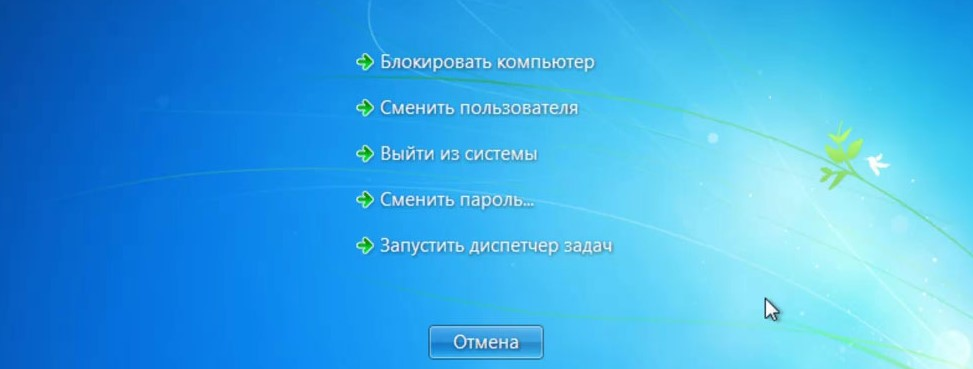 Блокировать компьютер
Сменить пользователя
Выйти из системы
Сменить пароль...
Запустить диспетчер задач
Отмена